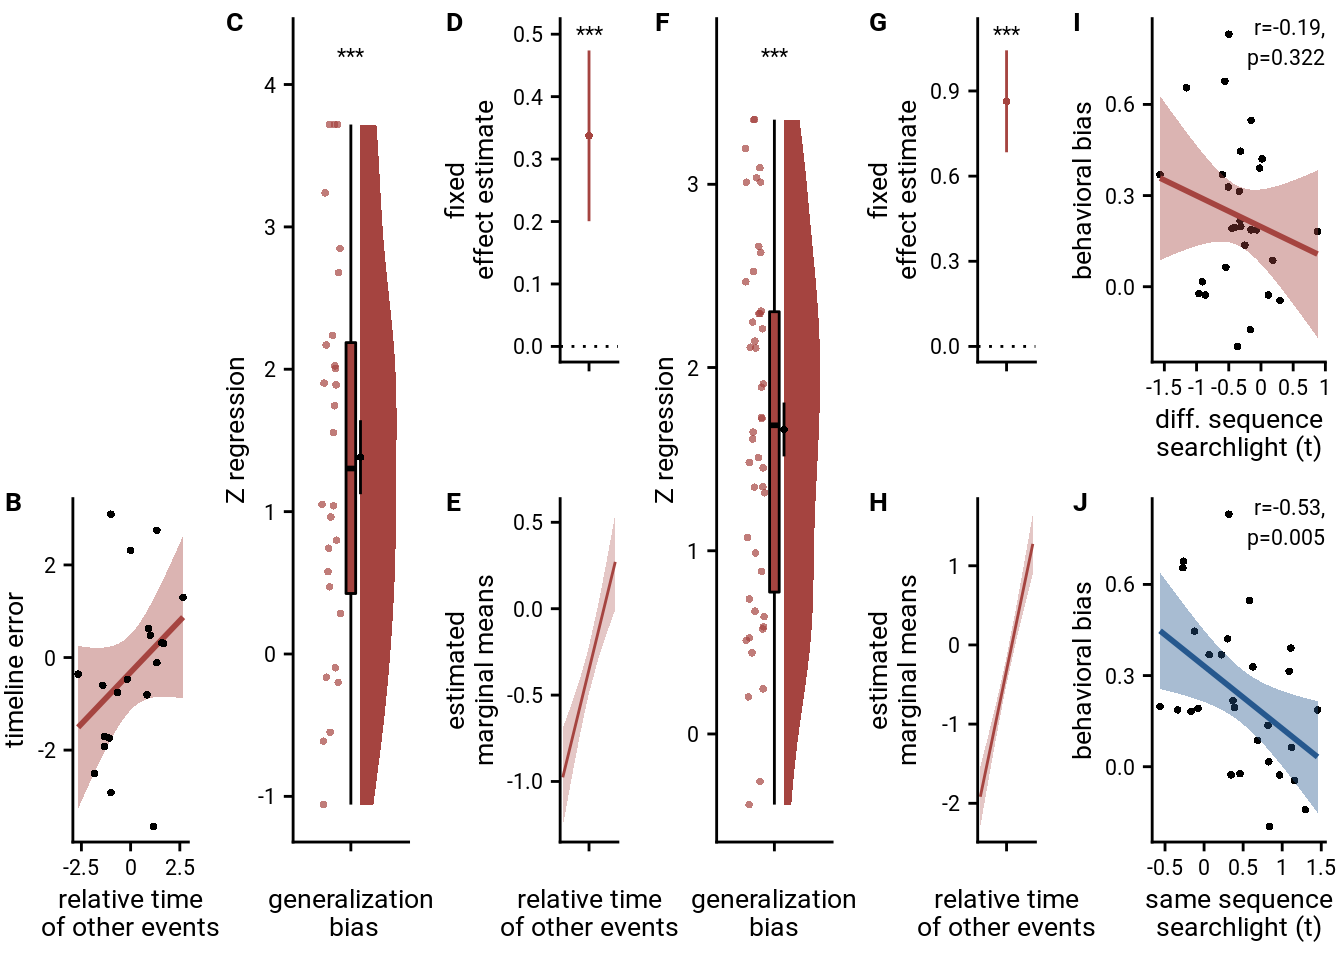 B
timeline error
2
0
-2
-2.5 0 2.5
relative time
of other events
C
***
Z regression
4
3
2
1
0
-1
generalization
bias
D
***
fixed
effect estimate
0.5
0.4
0.3
0.2
0.1
0.0
E
estimated
marginal means
0.5
0.0
-0.5
-1.0
relative time
of other events
F
***
Z regression
3
2
1
0
generalization
bias
G
***
fixed
effect estimate
0.9
0.6
0.3
0.0
H
estimated
marginal means
1
0
-1
-2
relative time
of other events
I
r=-0.19,
p=0.322
behavioral bias
0.6
0.3
0.0
-1.5 -1 -0.5 0 0.5 1
diff. sequence
searchlight (t)
J
r=-0.53,
p=0.005
behavioral bias
0.6
0.3
0.0
-0.5 0 0.5 1 1.5
same sequence
searchlight (t)